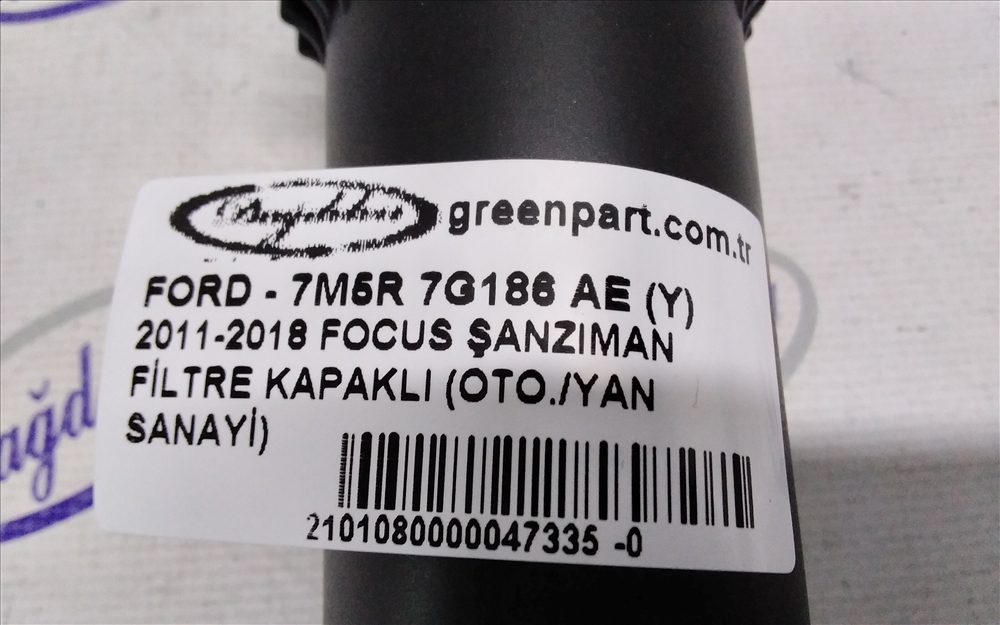 greenpart.com.tr
FORD - 7M5R 7G186 AE (Y)
2011-2018 FOCUS ŞANZIMAN
FİLTRE KAPAKLI (OTO./YAN
SANAYİ)
2101080000047335 -0
ağd